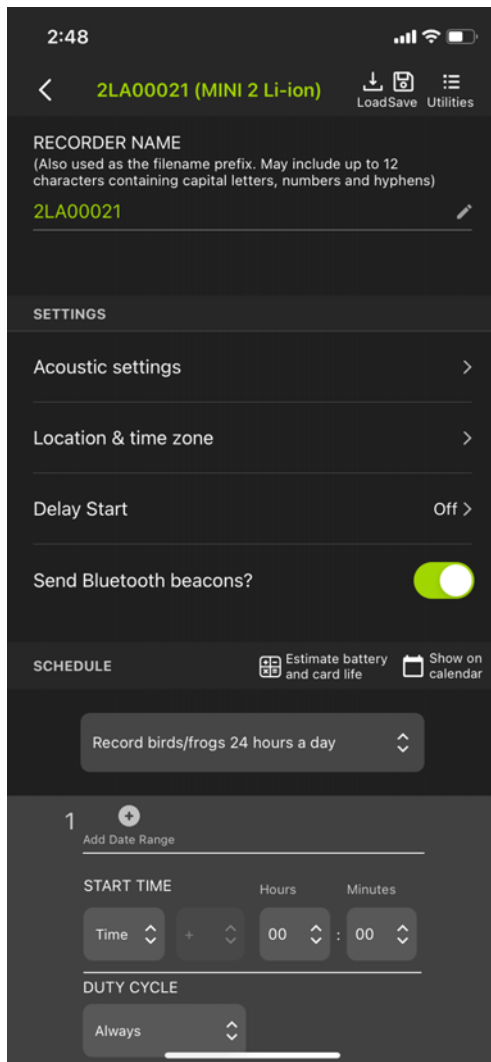 2:48
2LA00021 (MINI 2 Li-ion)
Load Save Utilities
RECORDER NAME
(Also used as the filename prefix. May include up to 12
characters containing capital letters, numbers and hyphens)
2LA00021
SETTINGS
Acoustic settings
Location & time zone
Delay Start Off
Send Bluetooth beacons?
SCHEDULE
Estimate battery
and card life
Show on
calendar
Record birds/frogs 24 hours a day
1
Add Date Range
START TIME Hours Minutes
Time + 00 : 00
DUTY CYCLE
Always